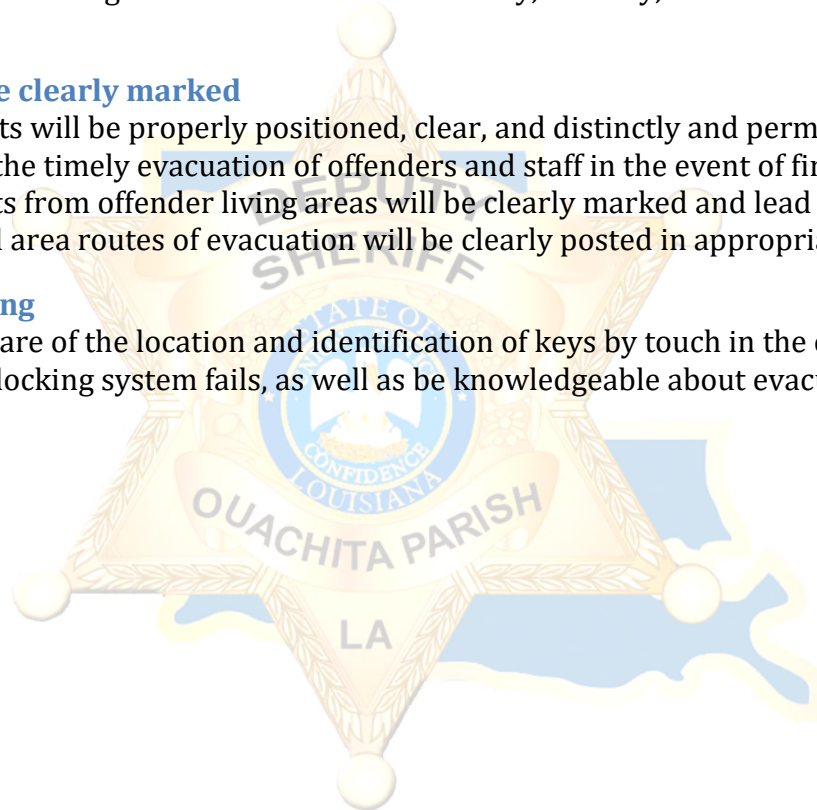 e clearly marked
ts will be properly positioned, clear, and distinctly and perm
the timely evacuation of offenders and staff in the event of fir
ts from offender living areas will be clearly marked and lead
l area routes of evacuation will be clearly posted in appropria
ng
are of the location and identification of keys by touch in the
locking system fails, as well as be knowledgeable about evacu
DEPUTY
SHERIFF
STATE OF
CONFIDENCE
LOUISIANA
OUACHITA PARISH
LA